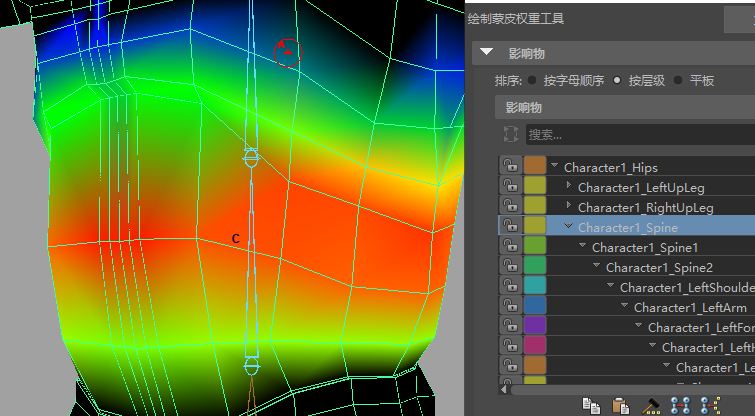 绘制蒙皮权重工具
影响物
排序: 按字母顺序 按层级 平板
影响物
搜索...
Character1_Hips
Character1_LeftUpLeg
Character1_RightUpLeg
Character1_Spine
Character1_Spine1
Character1_Spine2
Character1_LeftShoulde
Character1_LeftArm
Character1_LeftFor
Character1_LeftH
Character1_Le
C